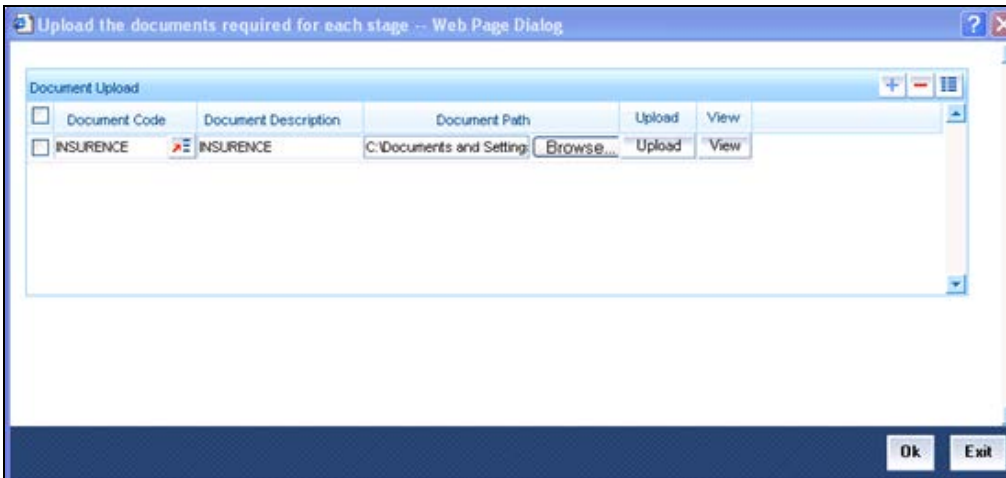 Upload the documents required for each stage -- Web Page Dialog
Document Upload
Document Code Document Description Document Path Upload View
INSURENCE INSURENCE C:\Documents and Setting Browse... Upload View
Ok Exit